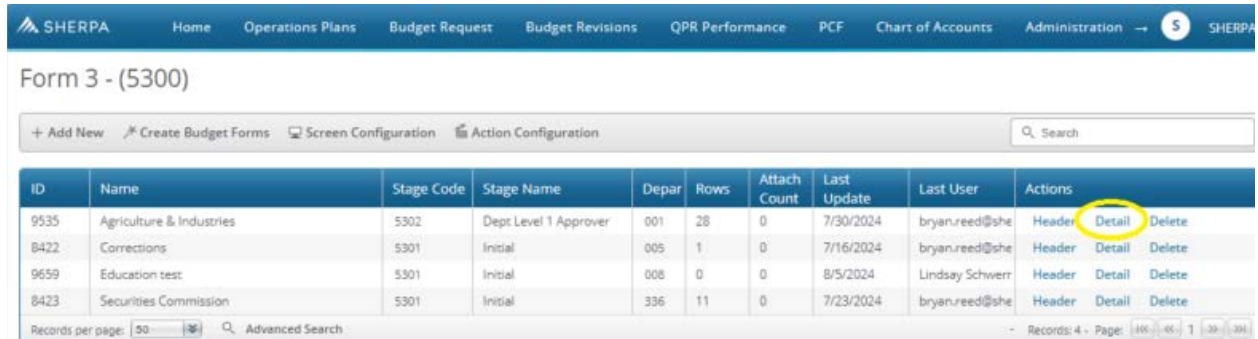 SHERPA Home Operations Plans Budget Request Budget Revisions QPR Performance PCF Chart of Accounts Administration → S SHERPA
Form 3 - (5300)
+ Add New Create Budget Forms Screen Configuration Action Configuration Search
ID Name Stage Code Stage Name Depar Rows Attach Count Last Update Last User Actions
9535 Agriculture & Industries 5302 Dept Level 1 Approver 001 28 0 7/30/2024 bryan.reed@she Header Detail Delete
8422 Corrections 5301 Initial 005 1 0 7/16/2024 bryan.reed@she Header Detail Delete
9659 Education test 5301 Initial 008 0 0 8/5/2024 Lindsay Schwerr Header Detail Delete
8423 Securities Commission 5301 Initial 336 11 0 7/23/2024 bryan.reed@she Header Detail Delete
Records per page: 50 Advanced Search - Records: 4 - Page: 1